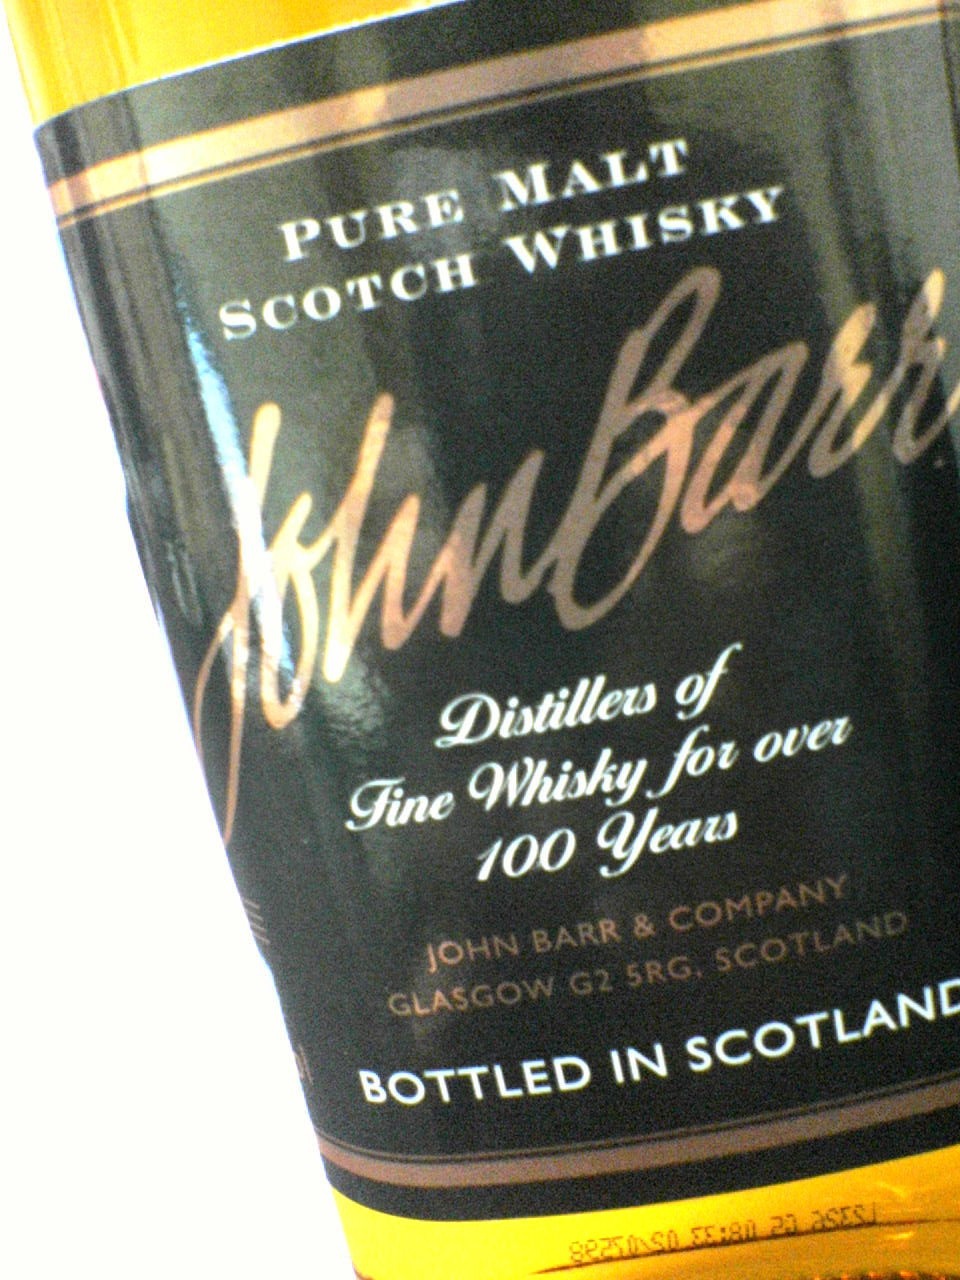 PURE MALT
SCOTCH WHISKY
John Barr
Distillers of
Fine Whisky for over
100 Years
JOHN BARR & COMPANY
GLASGOW G2 5RG, SCOTLAND
BOTTLED IN SCOTLAND